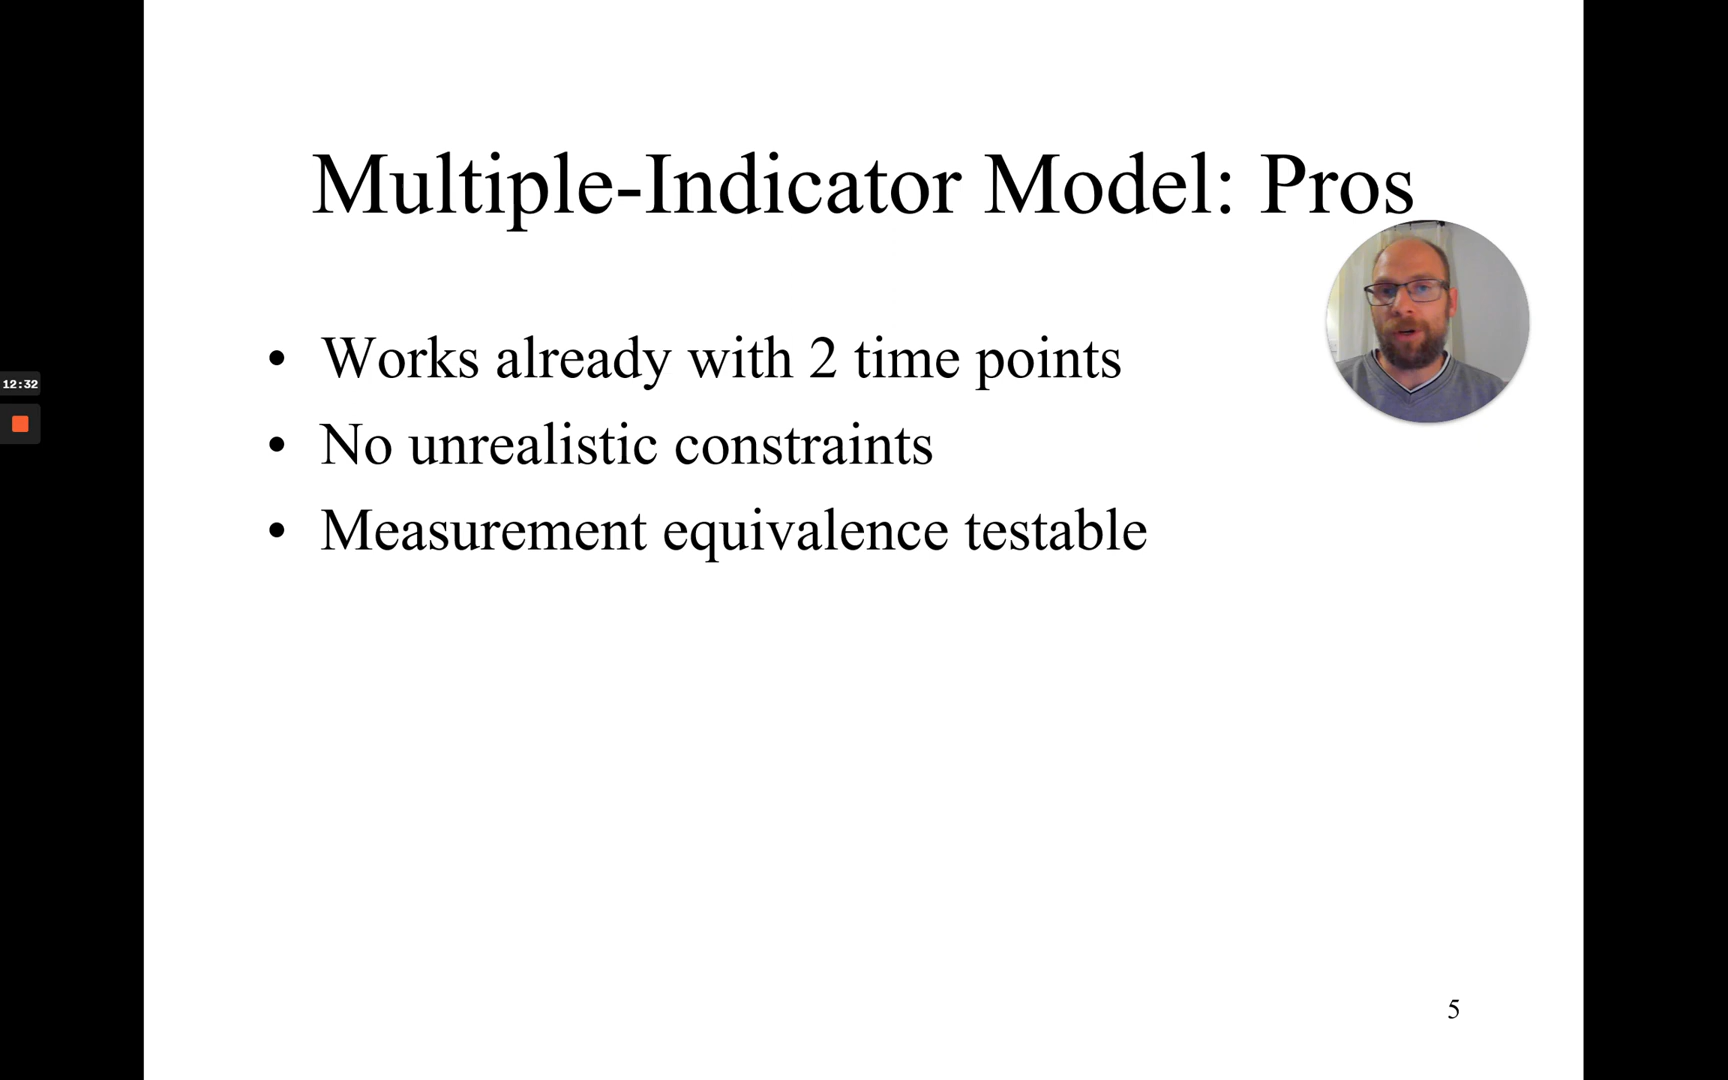 Multiple-Indicator Model: Pros
• Works already with 2 time points
• No unrealistic constraints
• Measurement equivalence testable
12:32
5